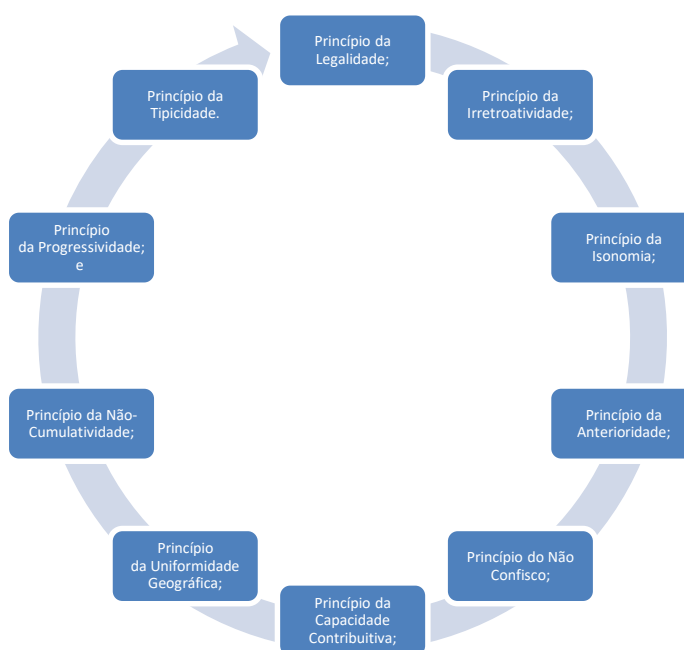 Princípio da
Legalidade;
Princípio da
Irretroatividade;
Princípio da
Isonomia;
Princípio da
Anterioridade;
Princípio do Não
Confisco;
Princípio da
Capacidade
Contribuitiva;
Princípio
da Uniformidade
Geográfica;
Princípio da Não-
Cumulatividade;
Princípio
da Progressividade;
e
Princípio da
Tipicidade.